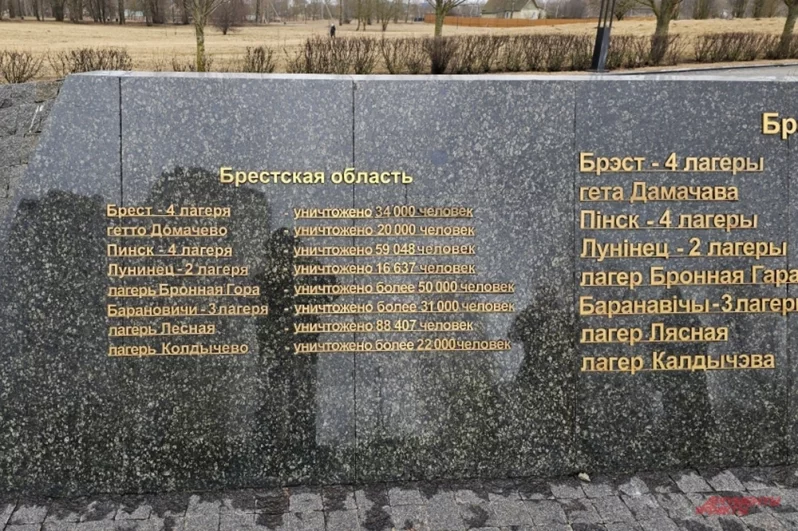 Брестская область
Брест - 4 лагеря - уничтожено 34 000 человек
гетто Домачево - уничтожено 20 000 человек
Пинск - 4 лагеря - уничтожено 59 048 человек
Лунинец - 2 лагеря - уничтожено 16 637 человек
лагерь Бронная Гора - уничтожено более 50 000 человек
Барановичи - 3 лагеря - уничтожено более 31 000 человек
лагерь Лесная - уничтожено 88 407 человек
лагерь Колдычево - уничтожено более 22 000 человек
Бр
Брэст - 4 лагеры
гета Дамачава
Пінск - 4 лагеры
Лунінец - 2 лагеры
лагер Бронная Гара
Баранавічы - 3 лагеры
лагер Лясная
лагер Калдычэва